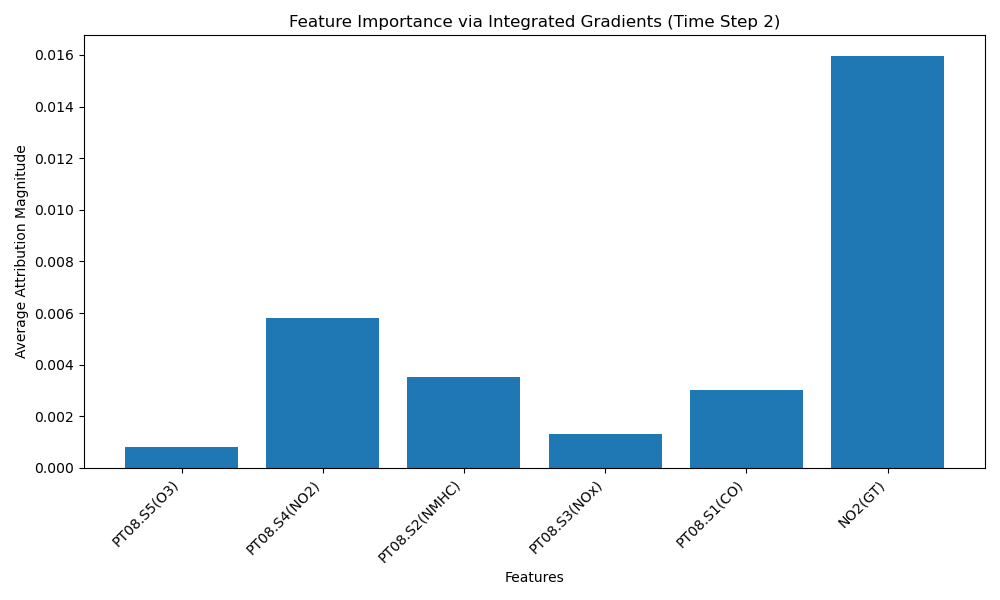 Feature Importance via Integrated Gradients (Time Step 2)
Average Attribution Magnitude
0.016
0.014
0.012
0.010
0.008
0.006
0.004
0.002
0.000
PT08.S5(O3)
PT08.S4(NO2)
PT08.S2(NMHC)
PT08.S3(NOx)
PT08.S1(CO)
NO2(GT)
Features